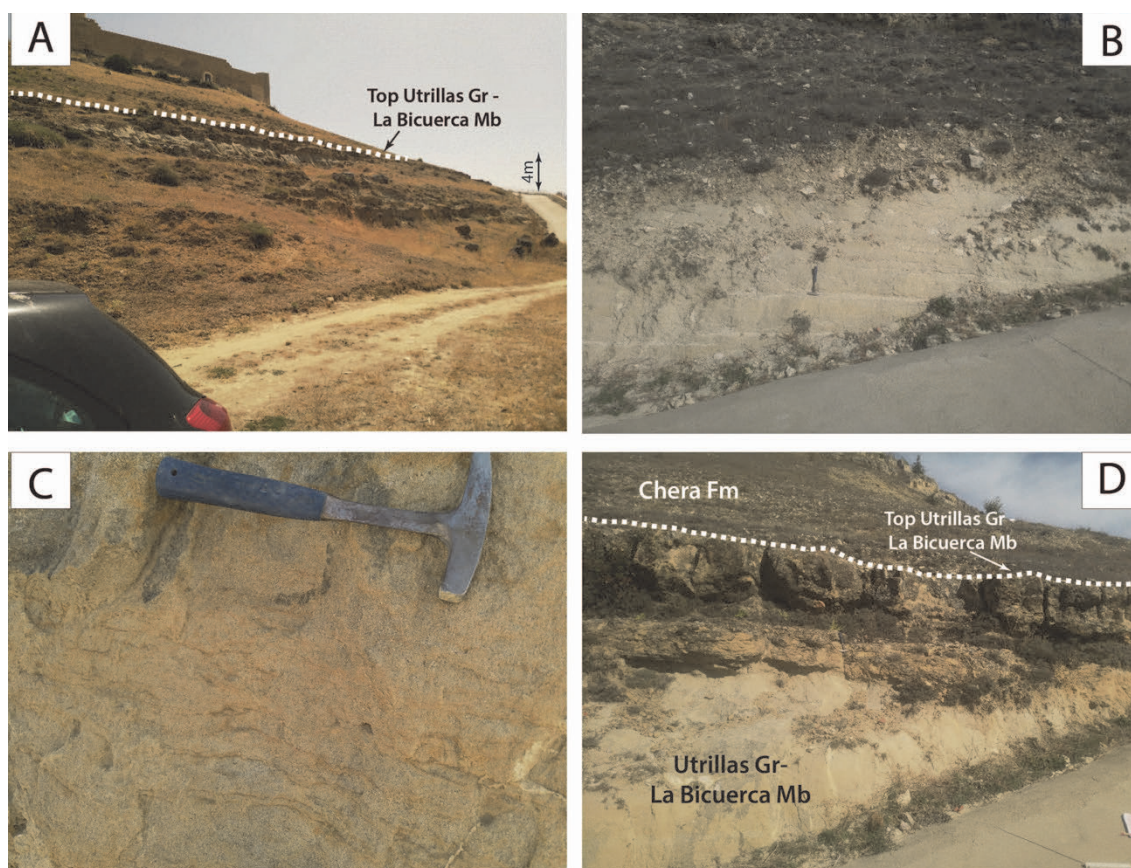 A
Top Utrillas Gr -
La Bicuerca Mb
4m
B
C
Chera Fm
D
Top Utrillas Gr -
La Bicuerca Mb
Utrillas Gr-
La Bicuerca Mb